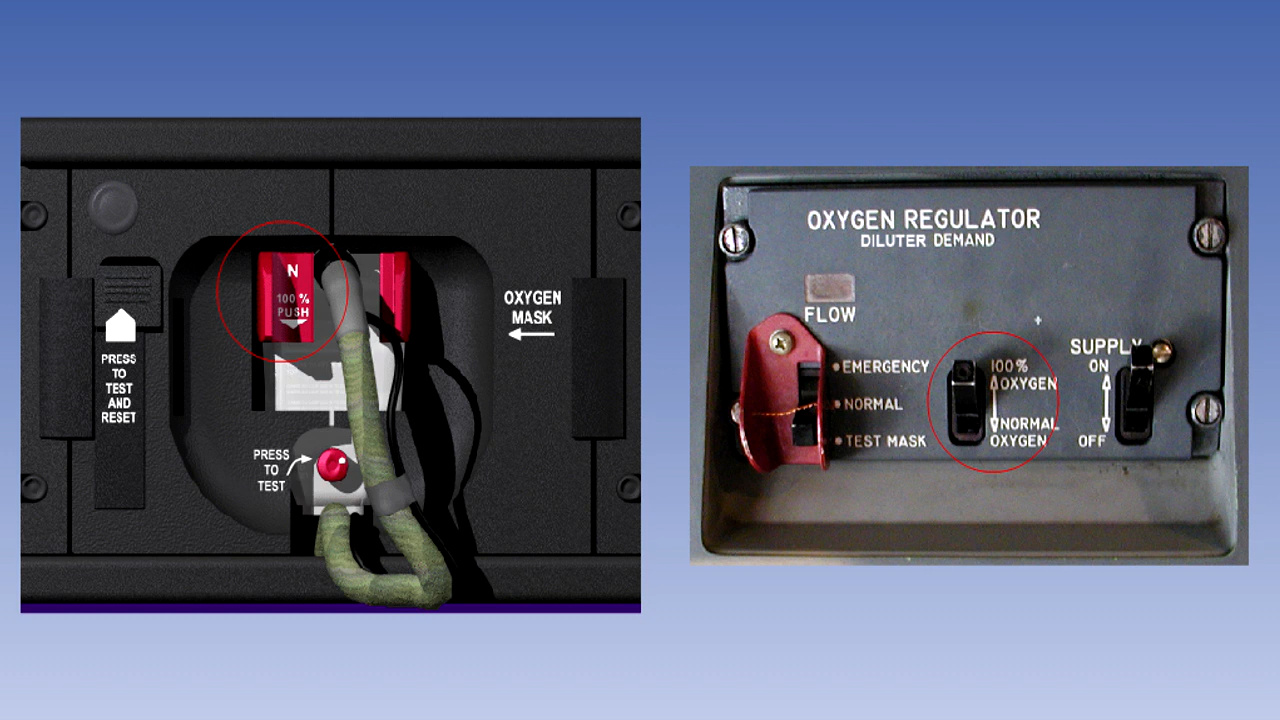 N
100 %
PUSH
OXYGEN
MASK
PRESS
TO
TEST
AND
RESET
PRESS
TO
TEST
OXYGEN REGULATOR
DILUTER DEMAND
FLOW
EMERGENCY
NORMAL
TEST MASK
100%
OXYGEN
NORMAL
OXYGEN
SUPPLY
ON
OFF